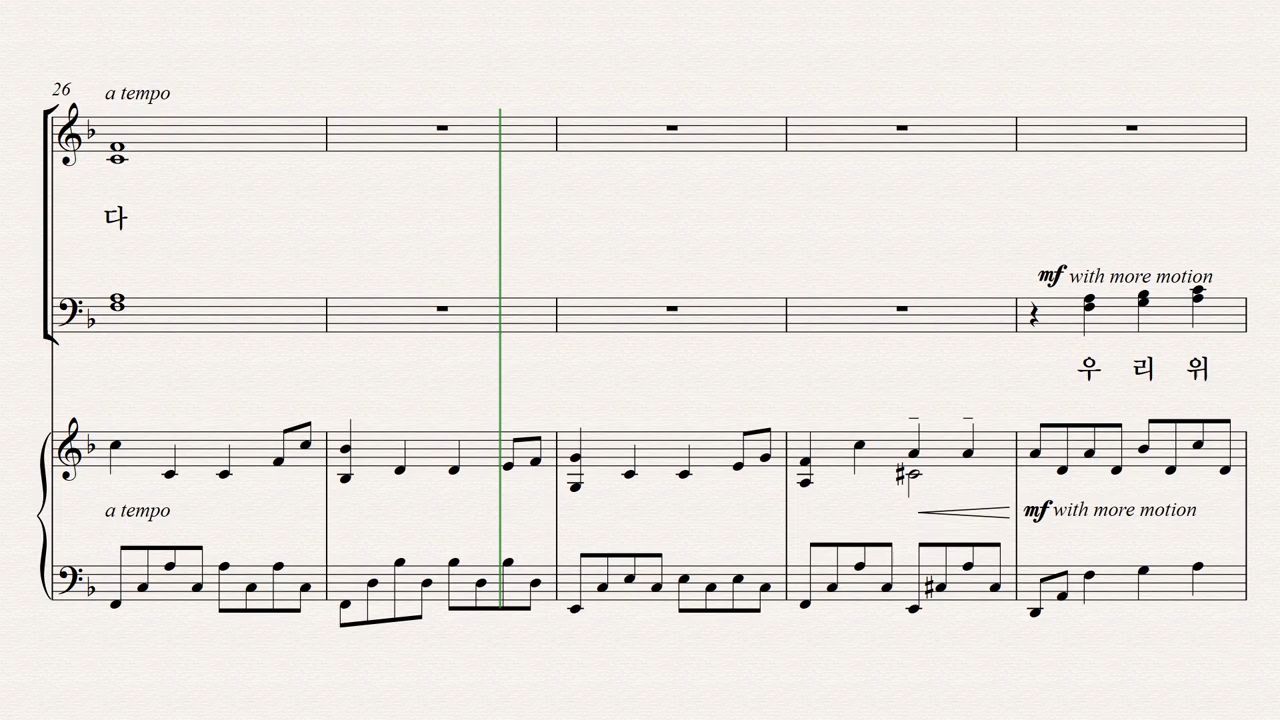 26
a tempo
다
mf with more motion
우 리 위
a tempo
mf with more motion